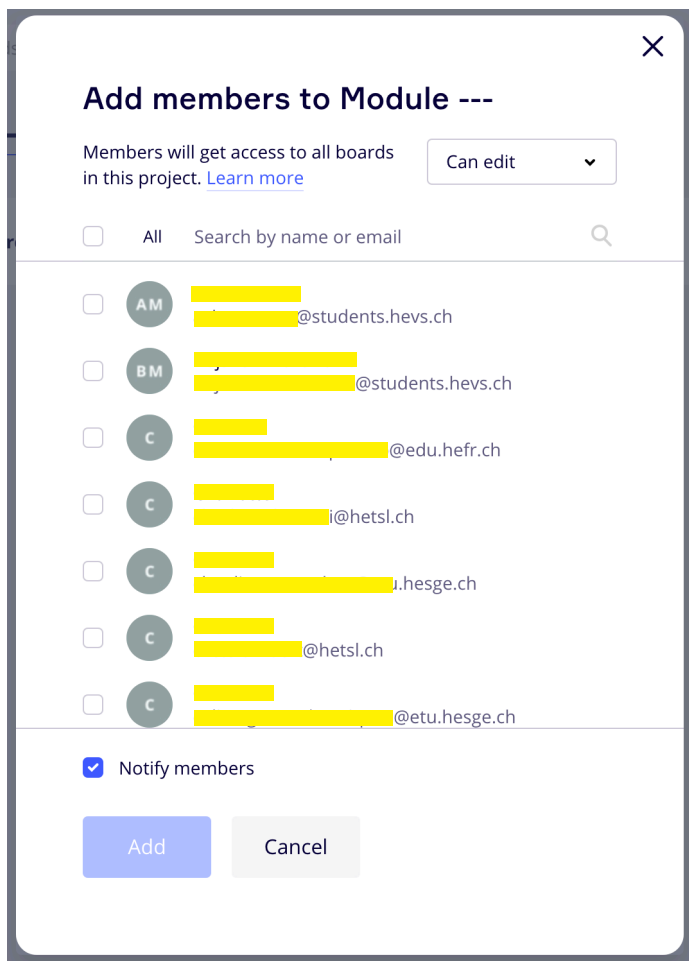 Add members to Module ---
Members will get access to all boards
in this project. Learn more
Can edit
All
Search by name or email
AM
@students.hevs.ch
BM
@students.hevs.ch
C
@edu.hefr.ch
C
i@hetsl.ch
C
.hesge.ch
C
@hetsl.ch
C
@etu.hesge.ch
Notify members
Add
Cancel